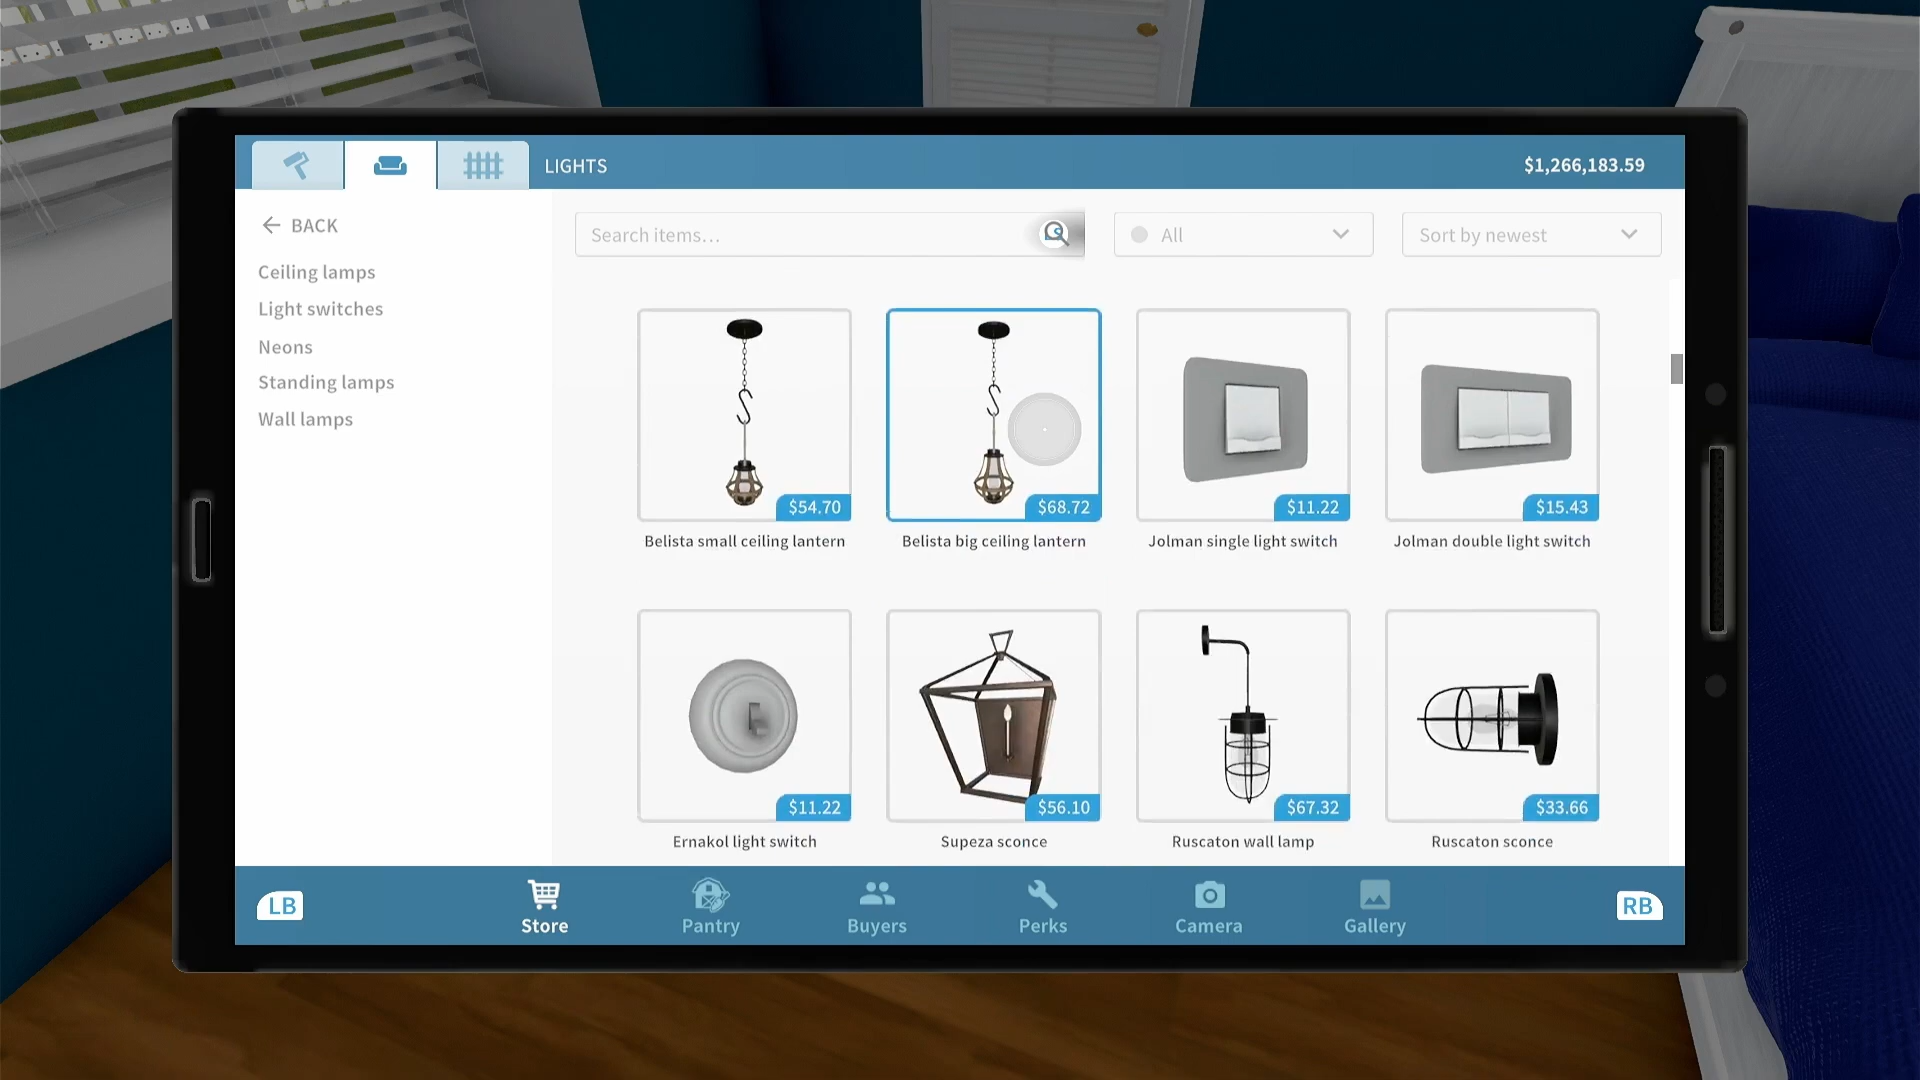 LIGHTS
$1,266,183.59
BACK
Ceiling lamps
Light switches
Neons
Standing lamps
Wall lamps
Search items...
All
Sort by newest
$54.70
$68.72
$11.22
$15.43
Belista small ceiling lantern
Belista big ceiling lantern
Jolman single light switch
Jolman double light switch
$11.22
$56.10
$67.32
$33.66
Ernakol light switch
Supeza sconce
Ruscaton wall lamp
Ruscaton sconce
LB
Store
Pantry
Buyers
Perks
Camera
Gallery
RB